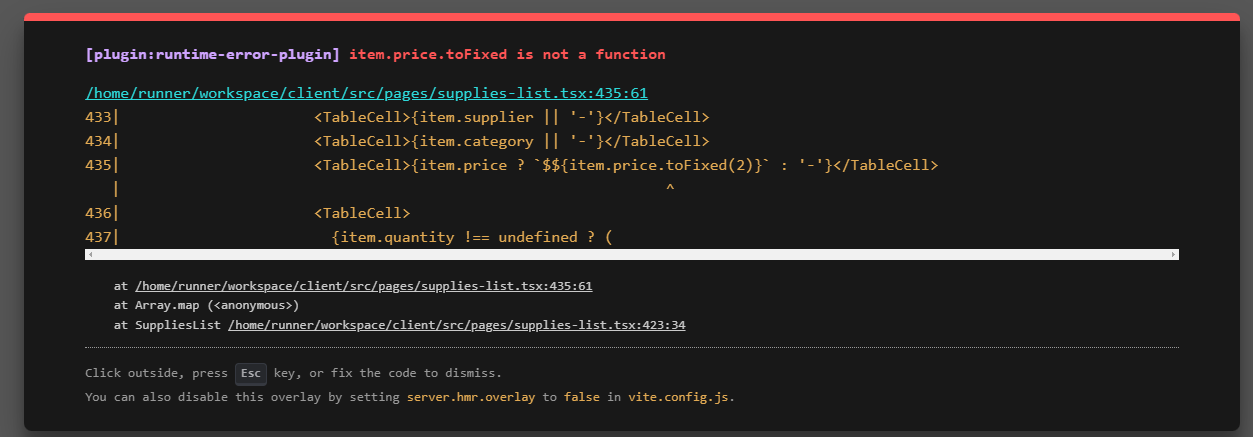 [plugin:runtime-error-plugin] item.price.toFixed is not a function
/home/runner/workspace/client/src/pages/supplies-list.tsx:435:61
433|                       <TableCell>{item.supplier || '-'}</TableCell>
434|                       <TableCell>{item.category || '-'}</TableCell>
435|                       <TableCell>{item.price ? `$${item.price.toFixed(2)}` : '-'}</TableCell>
   |                                                                ^
436|                       <TableCell>
437|                         {item.quantity !== undefined ? (
at /home/runner/workspace/client/src/pages/supplies-list.tsx:435:61
at Array.map (<anonymous>)
at SuppliesList /home/runner/workspace/client/src/pages/supplies-list.tsx:423:34
Click outside, press Esc key, or fix the code to dismiss.
You can also disable this overlay by setting server.hmr.overlay to false in vite.config.js.